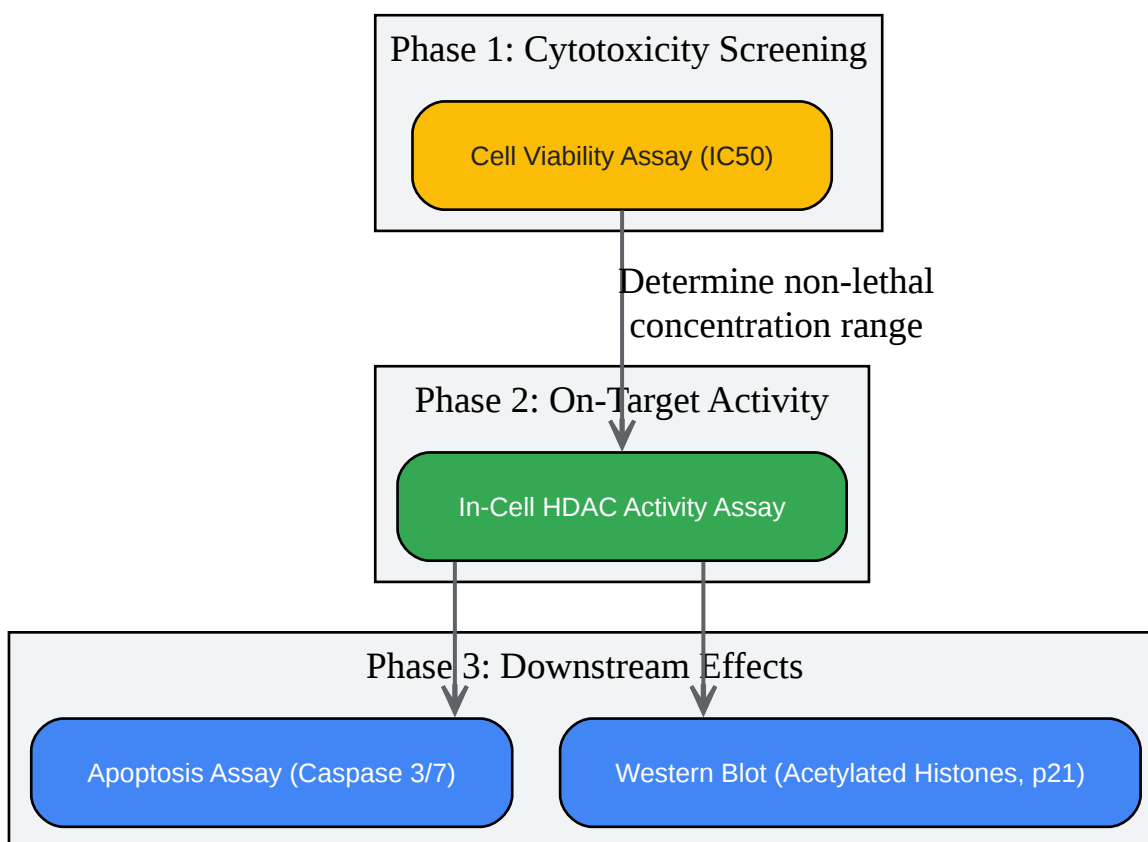 Phase 1: Cytotoxicity Screening
Cell Viability Assay (IC50)
Determine non-lethal
concentration range
Phase 2: On-Target Activity
In-Cell HDAC Activity Assay
Phase 3: Downstream Effects
Apoptosis Assay (Caspase 3/7)
Western Blot (Acetylated Histones, p21)